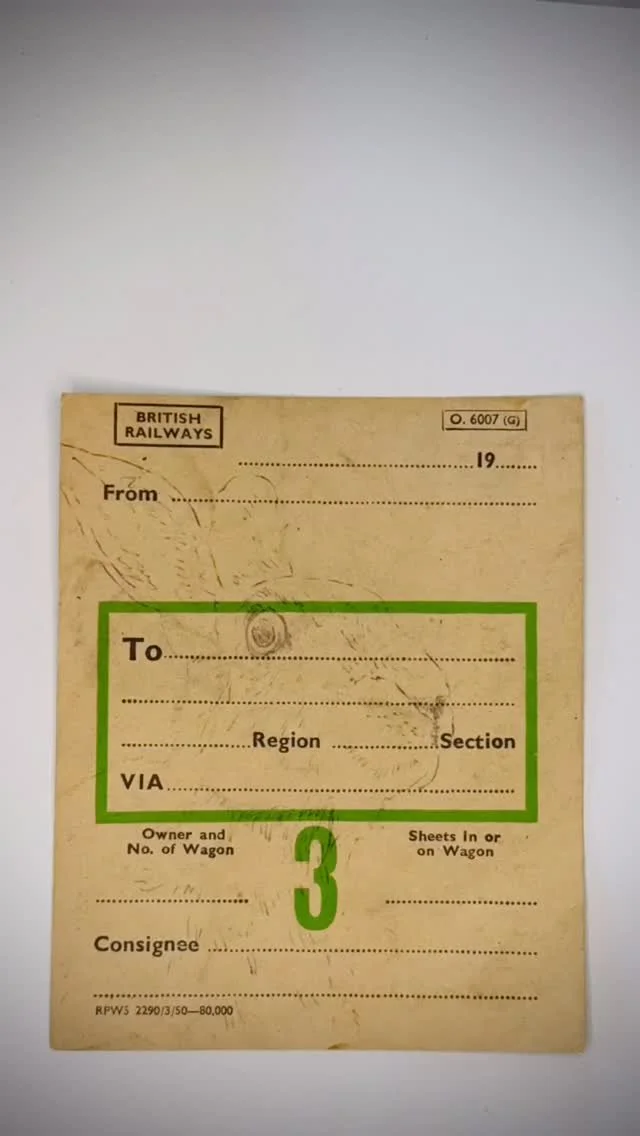 BRITISH
RAILWAYS
O. 6007 (G)
19
From
To
Region Section
VIA
Owner and
No. of Wagon
3
Sheets in or
on Wagon
Consignee
RPWS 2290/3/50—80,000